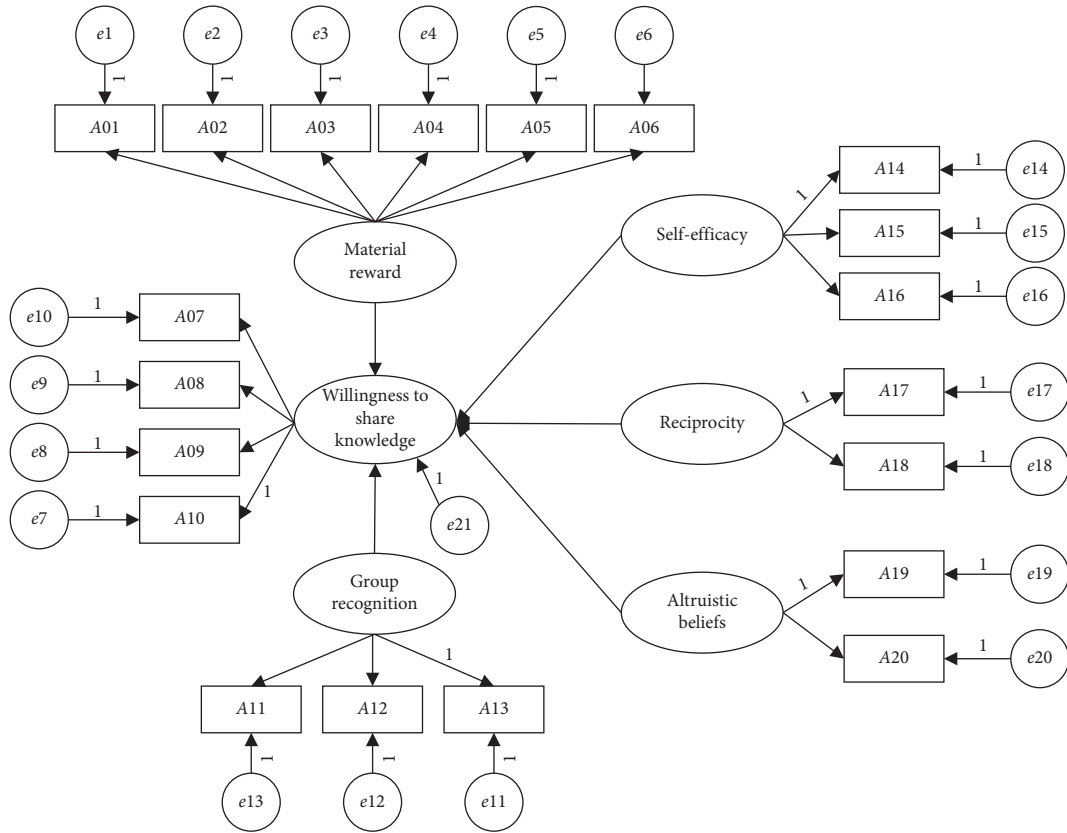 e1
e2
e3
e4
e5
e6
1
1
1
1
1
A01
A02
A03
A04
A05
A06
Material
reward
Self-efficacy
1
A14
1
e14
A15
1
e15
A16
1
e16
e10
1
A07
e9
1
A08
e8
1
A09
e7
1
A10
1
Willingness to
share
knowledge
1
e21
Reciprocity
1
A17
1
e17
A18
1
e18
Group
recognition
Altruistic
beliefs
1
A19
1
e19
A20
1
e20
1
A11
A12
A13
1
1
1
e13
e12
e11